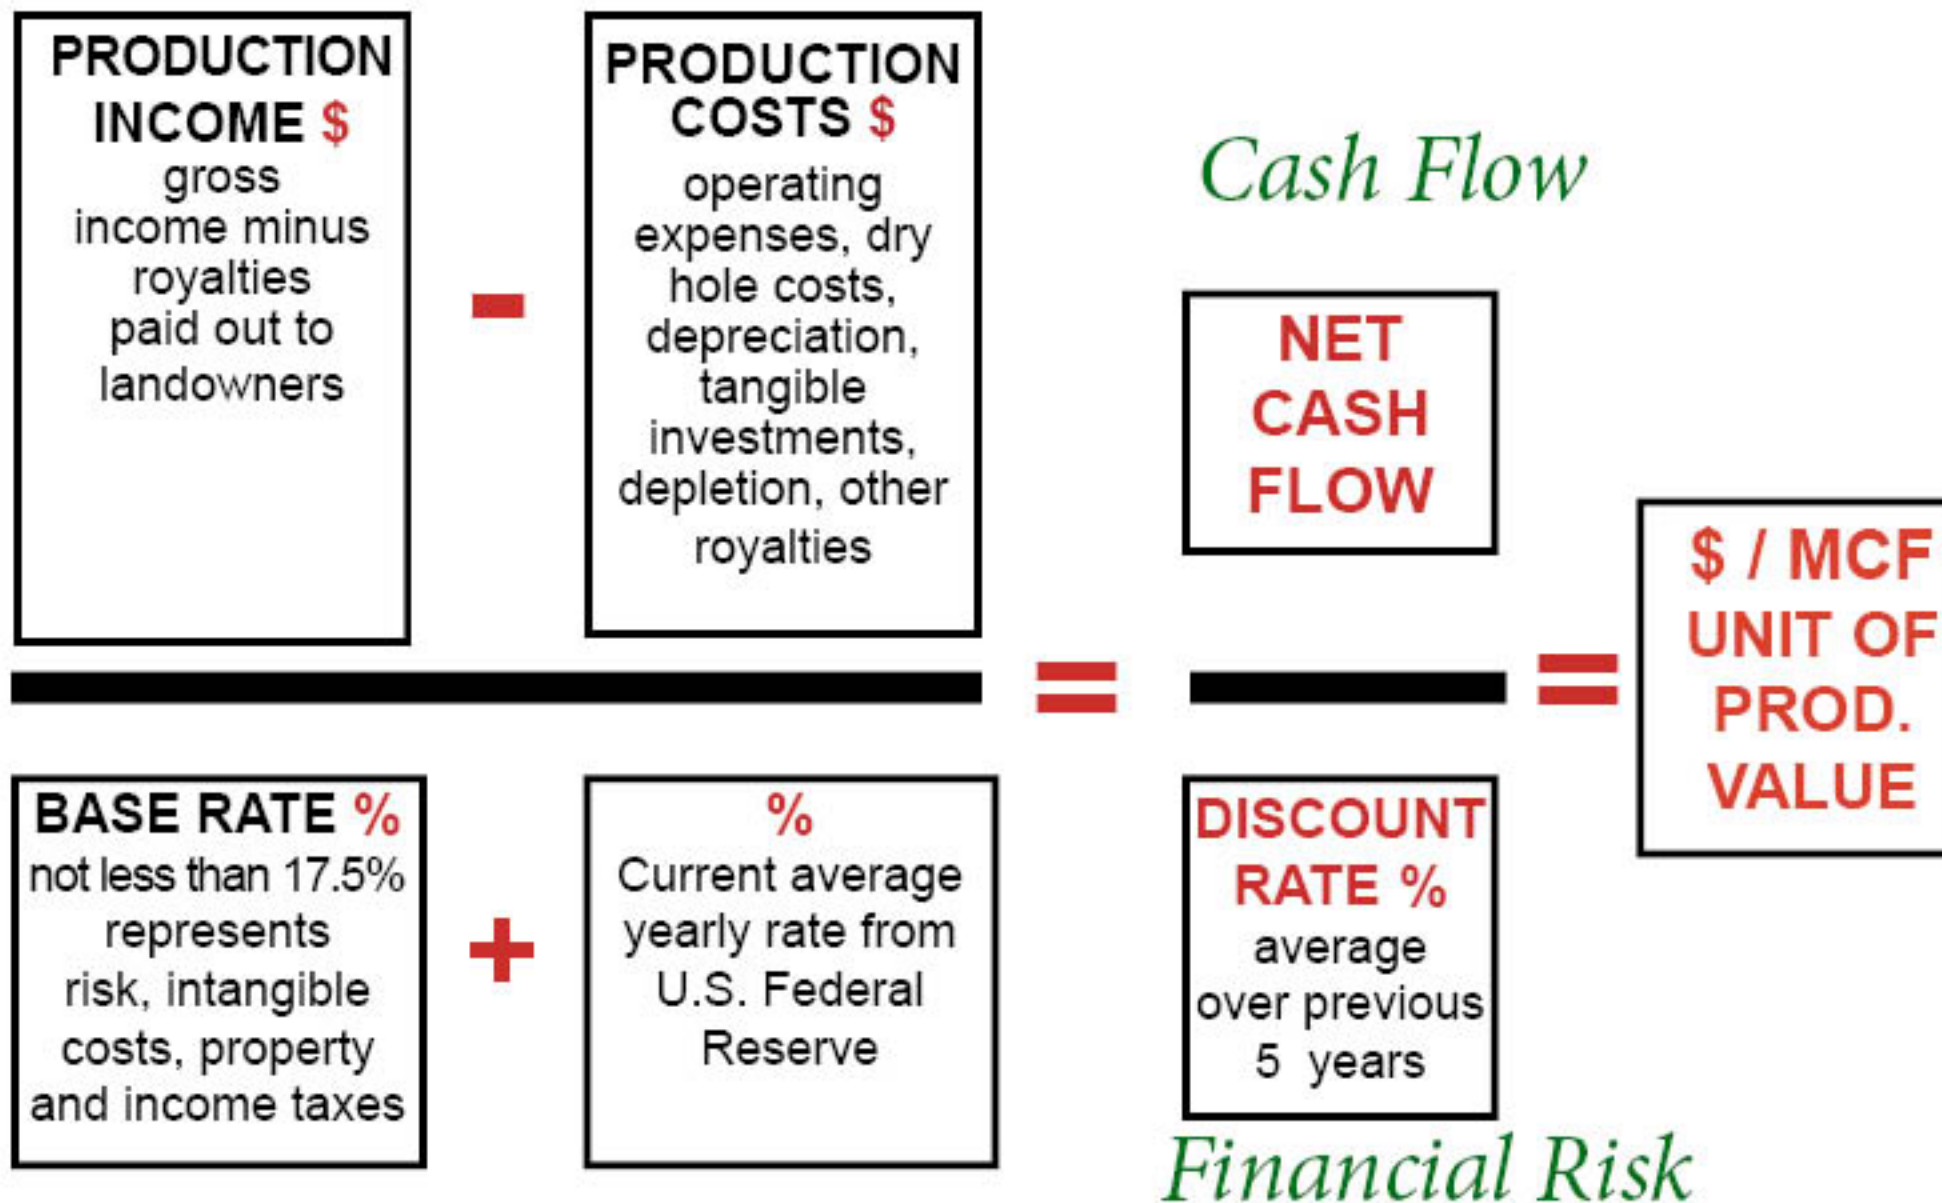 PRODUCTION
INCOME $
gross
income minus
royalties
paid out to
landowners
-
PRODUCTION
COSTS $
operating
expenses, dry
hole costs,
depreciation,
tangible
investments,
depletion, other
royalties
Cash Flow
NET
CASH
FLOW
=
=
$ / MCF
UNIT OF
PROD.
VALUE
BASE RATE %
not less than 17.5%
represents
risk, intangible
costs, property
and income taxes
+
%
Current average
yearly rate from
U.S. Federal
Reserve
DISCOUNT
RATE %
average
over previous
5 years
Financial Risk